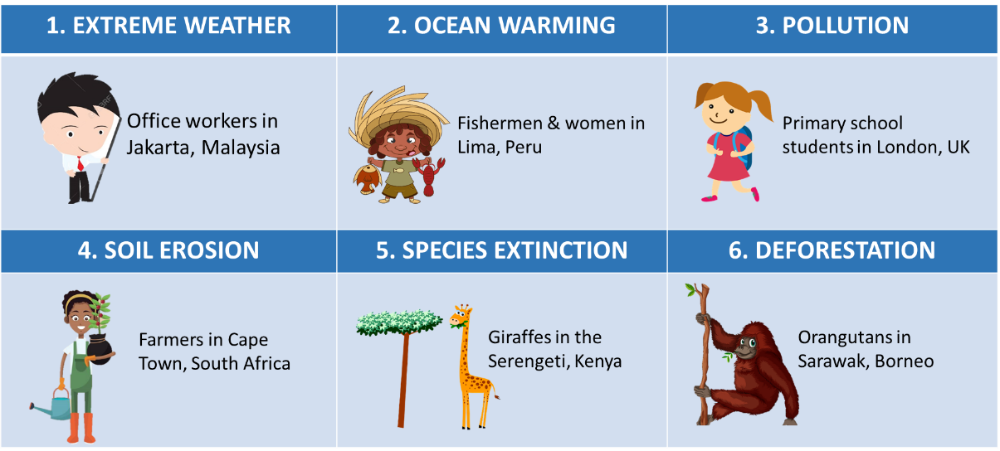 1. EXTREME WEATHER
2. OCEAN WARMING
3. POLLUTION
Office workers in
Jakarta, Malaysia
Fishermen & women in
Lima, Peru
Primary school
students in London, UK
4. SOIL EROSION
5. SPECIES EXTINCTION
6. DEFORESTATION
Farmers in Cape
Town, South Africa
Giraffes in the
Serengeti, Kenya
Orangutans in
Sarawak, Borneo